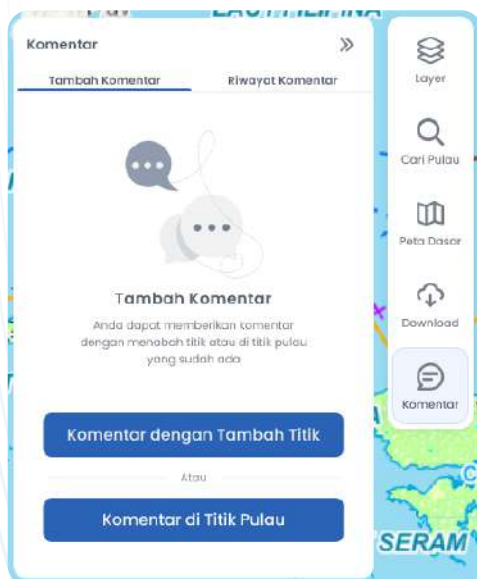 LAUT FILIPINA
Komentar
Tambah Komentar
Riwayat Komentar
Tambah Komentar
Anda dapat memberikan komentar
dengan menabah titik atau di titik pulau
yang sudah ada
Komentar dengan Tambah Titik
Atau
Komentar di Titik Pulau
Layer
Cari Pulau
Peta Dasar
Download
Komentar
SERAM